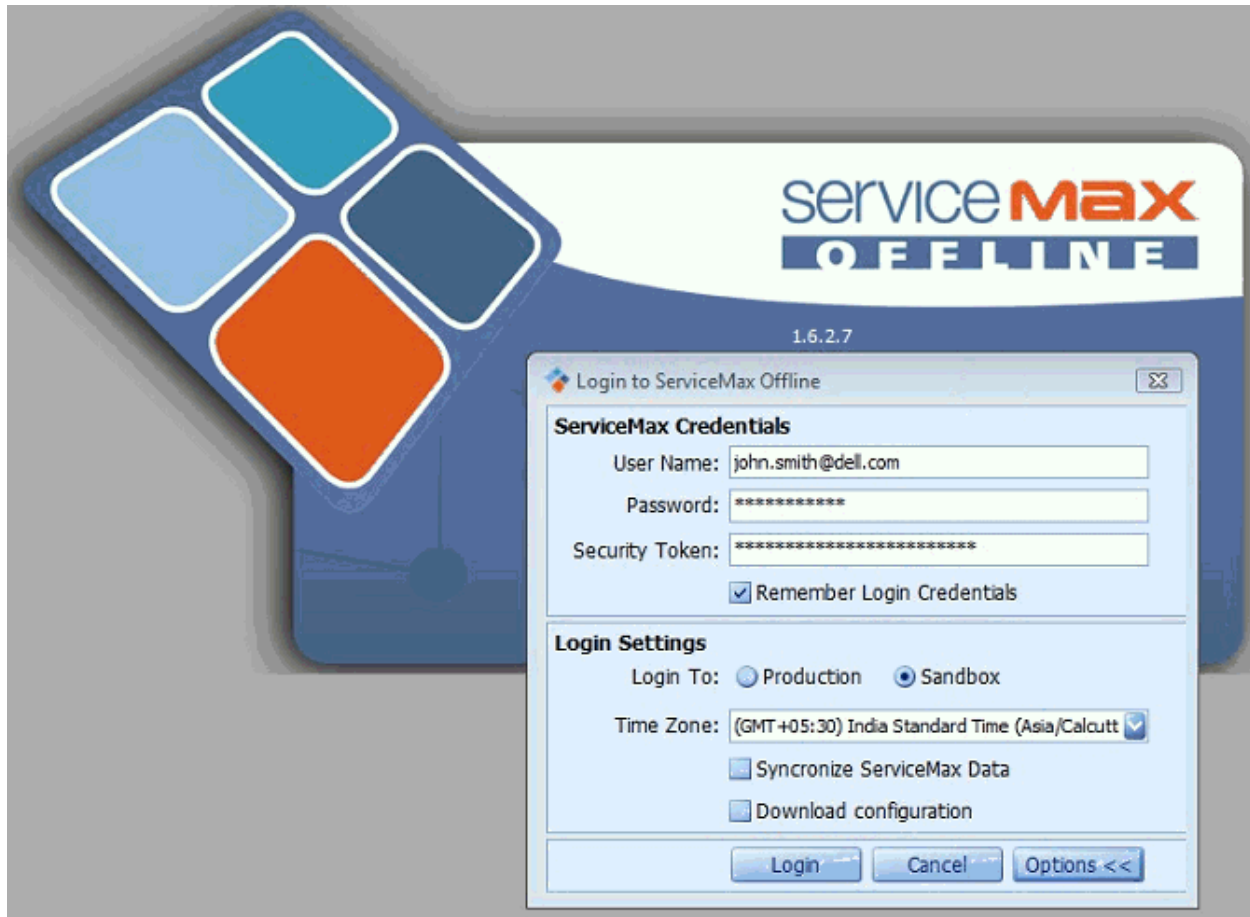 service max
OFFLINE
1.6.2.7
Login to ServiceMax Offline
ServiceMax Credentials
User Name: john.smith@dell.com
Password: ***********
Security Token: ************************
Remember Login Credentials
Login Settings
Login To: Production Sandbox
Time Zone: (GMT+05:30) India Standard Time (Asia/Calcutt
Syncronize ServiceMax Data
Download configuration
Login Cancel Options <<